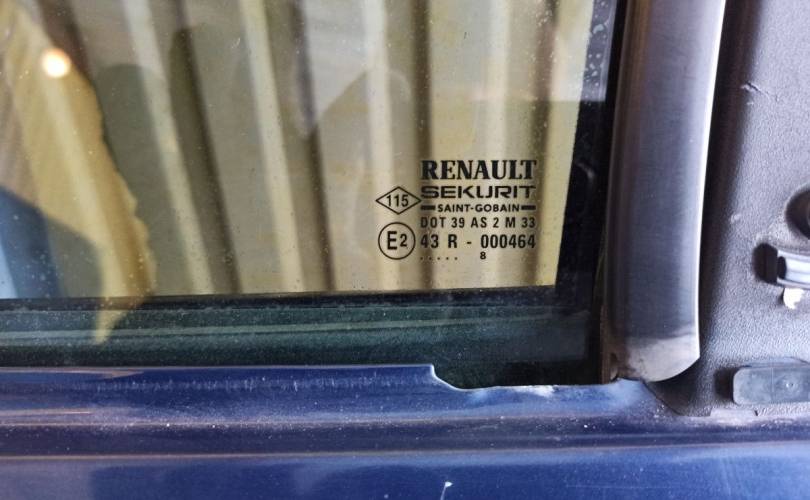 RENAULT
115 SEKURIT
SAINT-GOBAIN
DOT 39 AS 2 M 33
E2 43 R - 000464
..... 8